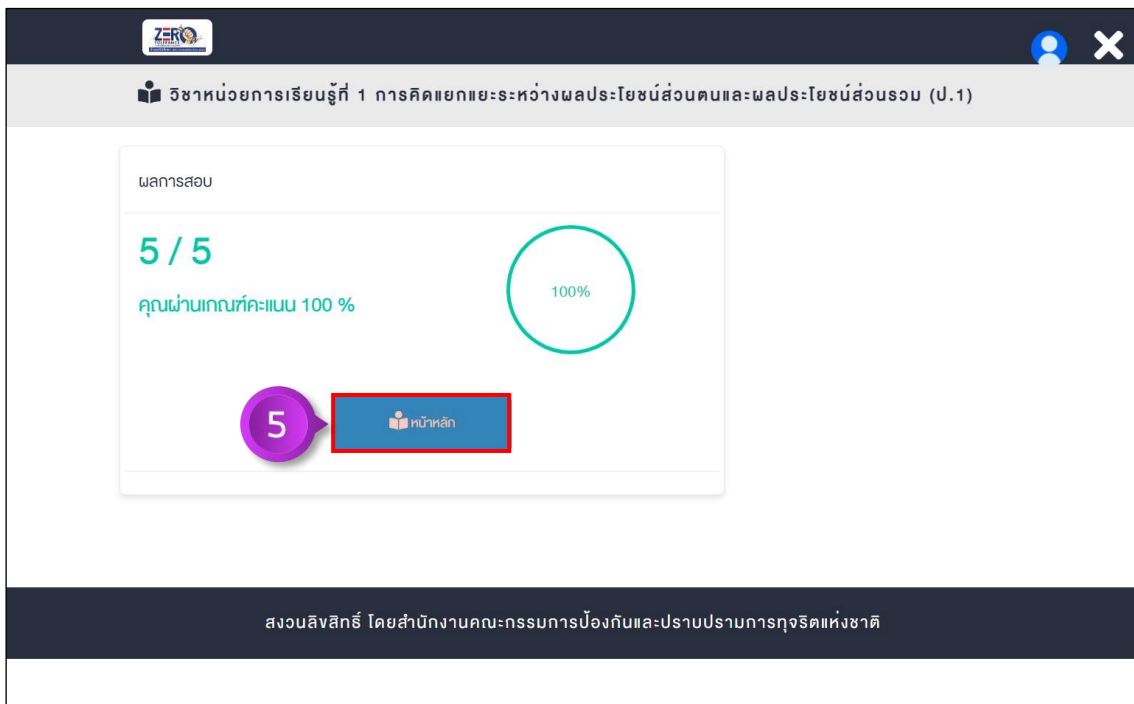 ZERO
วิชาหน่วยการเรียนรู้ที่ 1 การคิดแยกแยะระหว่างผลประโยชน์ส่วนตนและผลประโยชน์ส่วนรวม (ป.1)
ผลการสอบ
5 / 5
100%
คุณผ่านเกณฑ์คะแนน 100 %
5
หน้าหลัก
สงวนลิขสิทธิ์ โดยสำนักงานคณะกรรมการป้องกันและปราบปรามการทุจริตแห่งชาติ